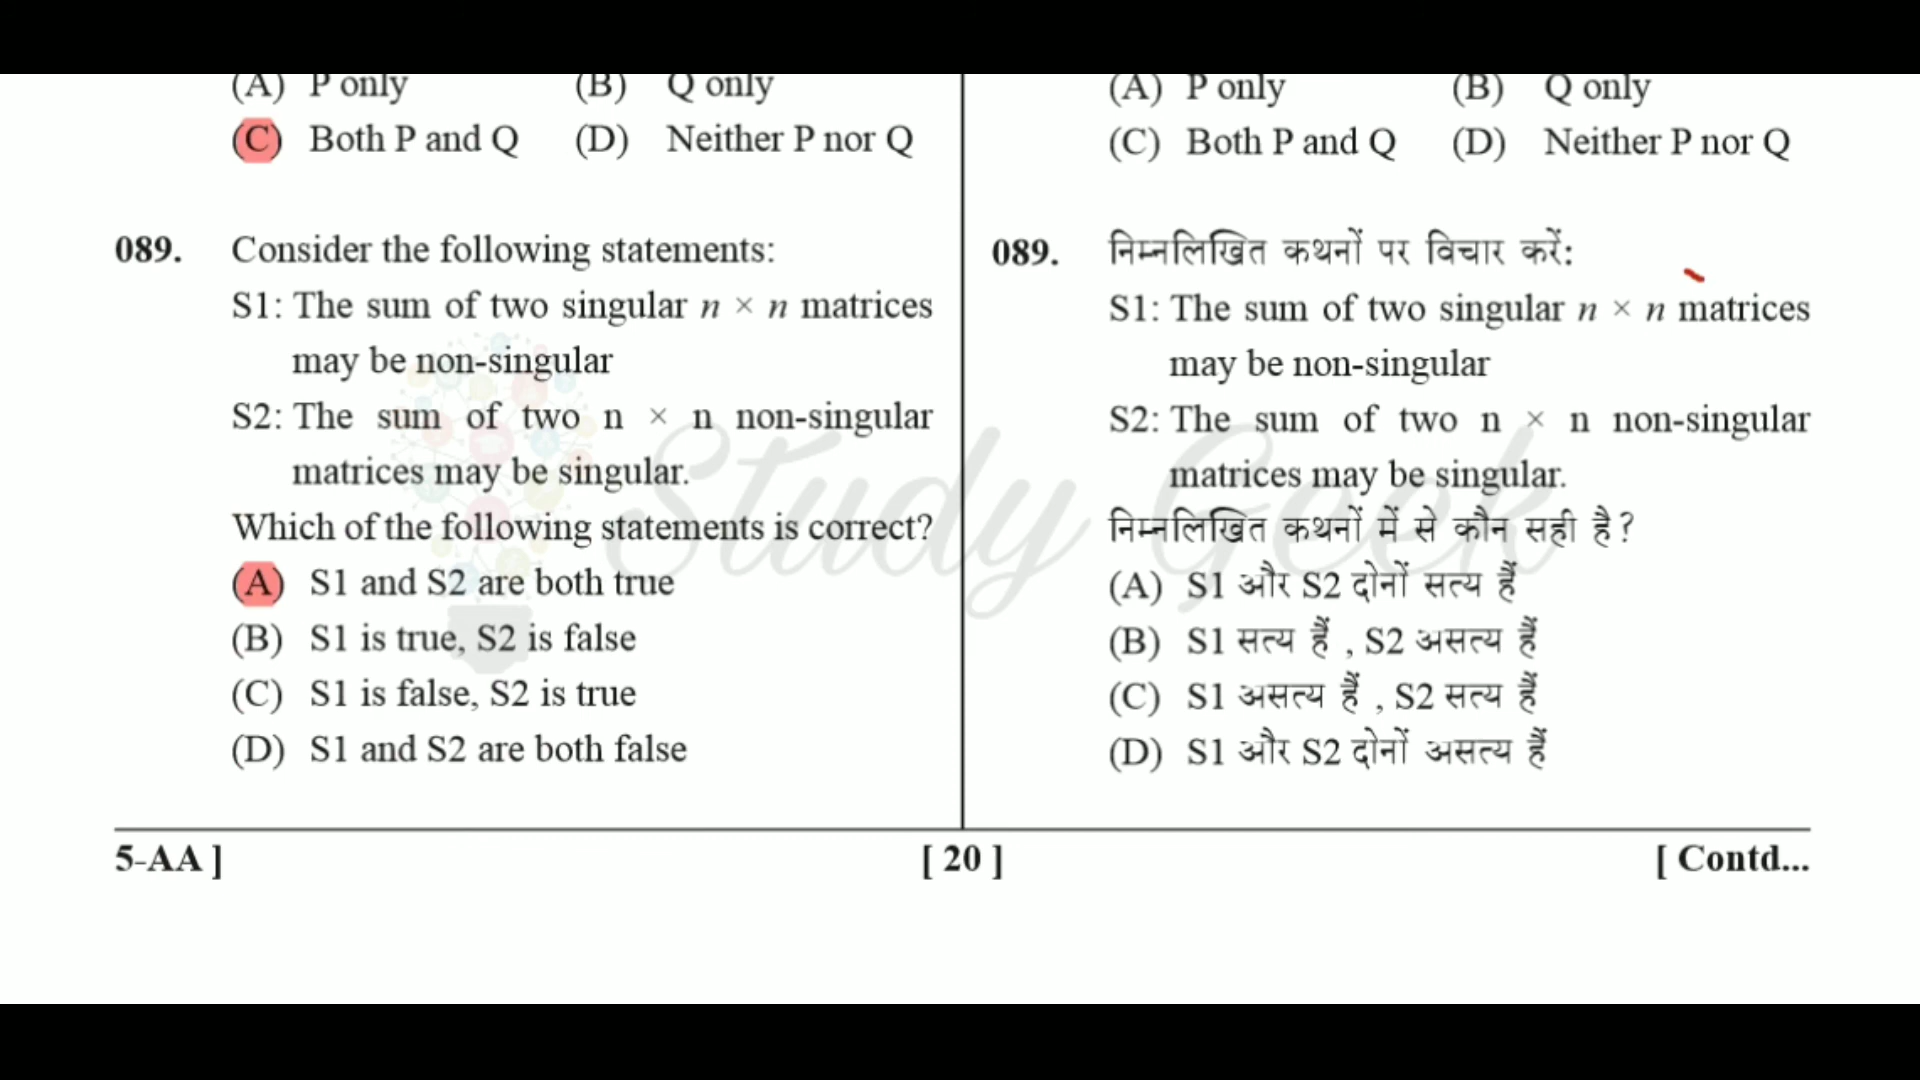 (A) P only (B) Q only
(C) Both P and Q (D) Neither P nor Q
089. Consider the following statements:
S1: The sum of two singular n × n matrices
may be non-singular
S2: The sum of two n × n non-singular
matrices may be singular.
Which of the following statements is correct?
(A) S1 and S2 are both true
(B) S1 is true, S2 is false
(C) S1 is false, S2 is true
(D) S1 and S2 are both false
(A) P only (B) Q only
(C) Both P and Q (D) Neither P nor Q
089. निम्नलिखित कथनों पर विचार करें:
S1: The sum of two singular n × n matrices
may be non-singular
S2: The sum of two n × n non-singular
matrices may be singular.
निम्नलिखित कथनों में से कौन सही है ?
(A) S1 और S2 दोनों सत्य हैं
(B) S1 सत्य हैं , S2 असत्य हैं
(C) S1 असत्य हैं , S2 सत्य हैं
(D) S1 और S2 दोनों असत्य हैं
Study Geek
5-AA ] [ 20 ] [ Contd...